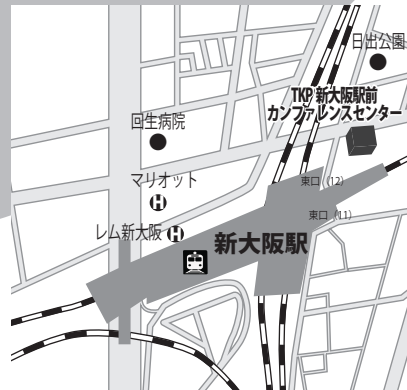 日出公園
TKP 新大阪駅前
カンファレンスセンター
回生病院
マリオット
H
レム新大阪 H
東口 (12)
東口 (11)
新大阪駅